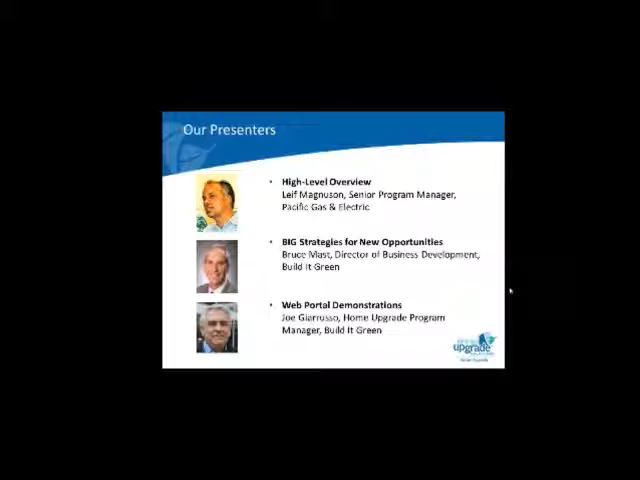 Our Presenters
• High-Level Overview
Leif Magnuson, Senior Program Manager,
Pacific Gas & Electric
• BIG Strategies for New Opportunities
Bruce Mast, Director of Business Development,
Build It Green
• Web Portal Demonstrations
Joe Giarrusso, Home Upgrade Program
Manager, Build It Green
upgrade